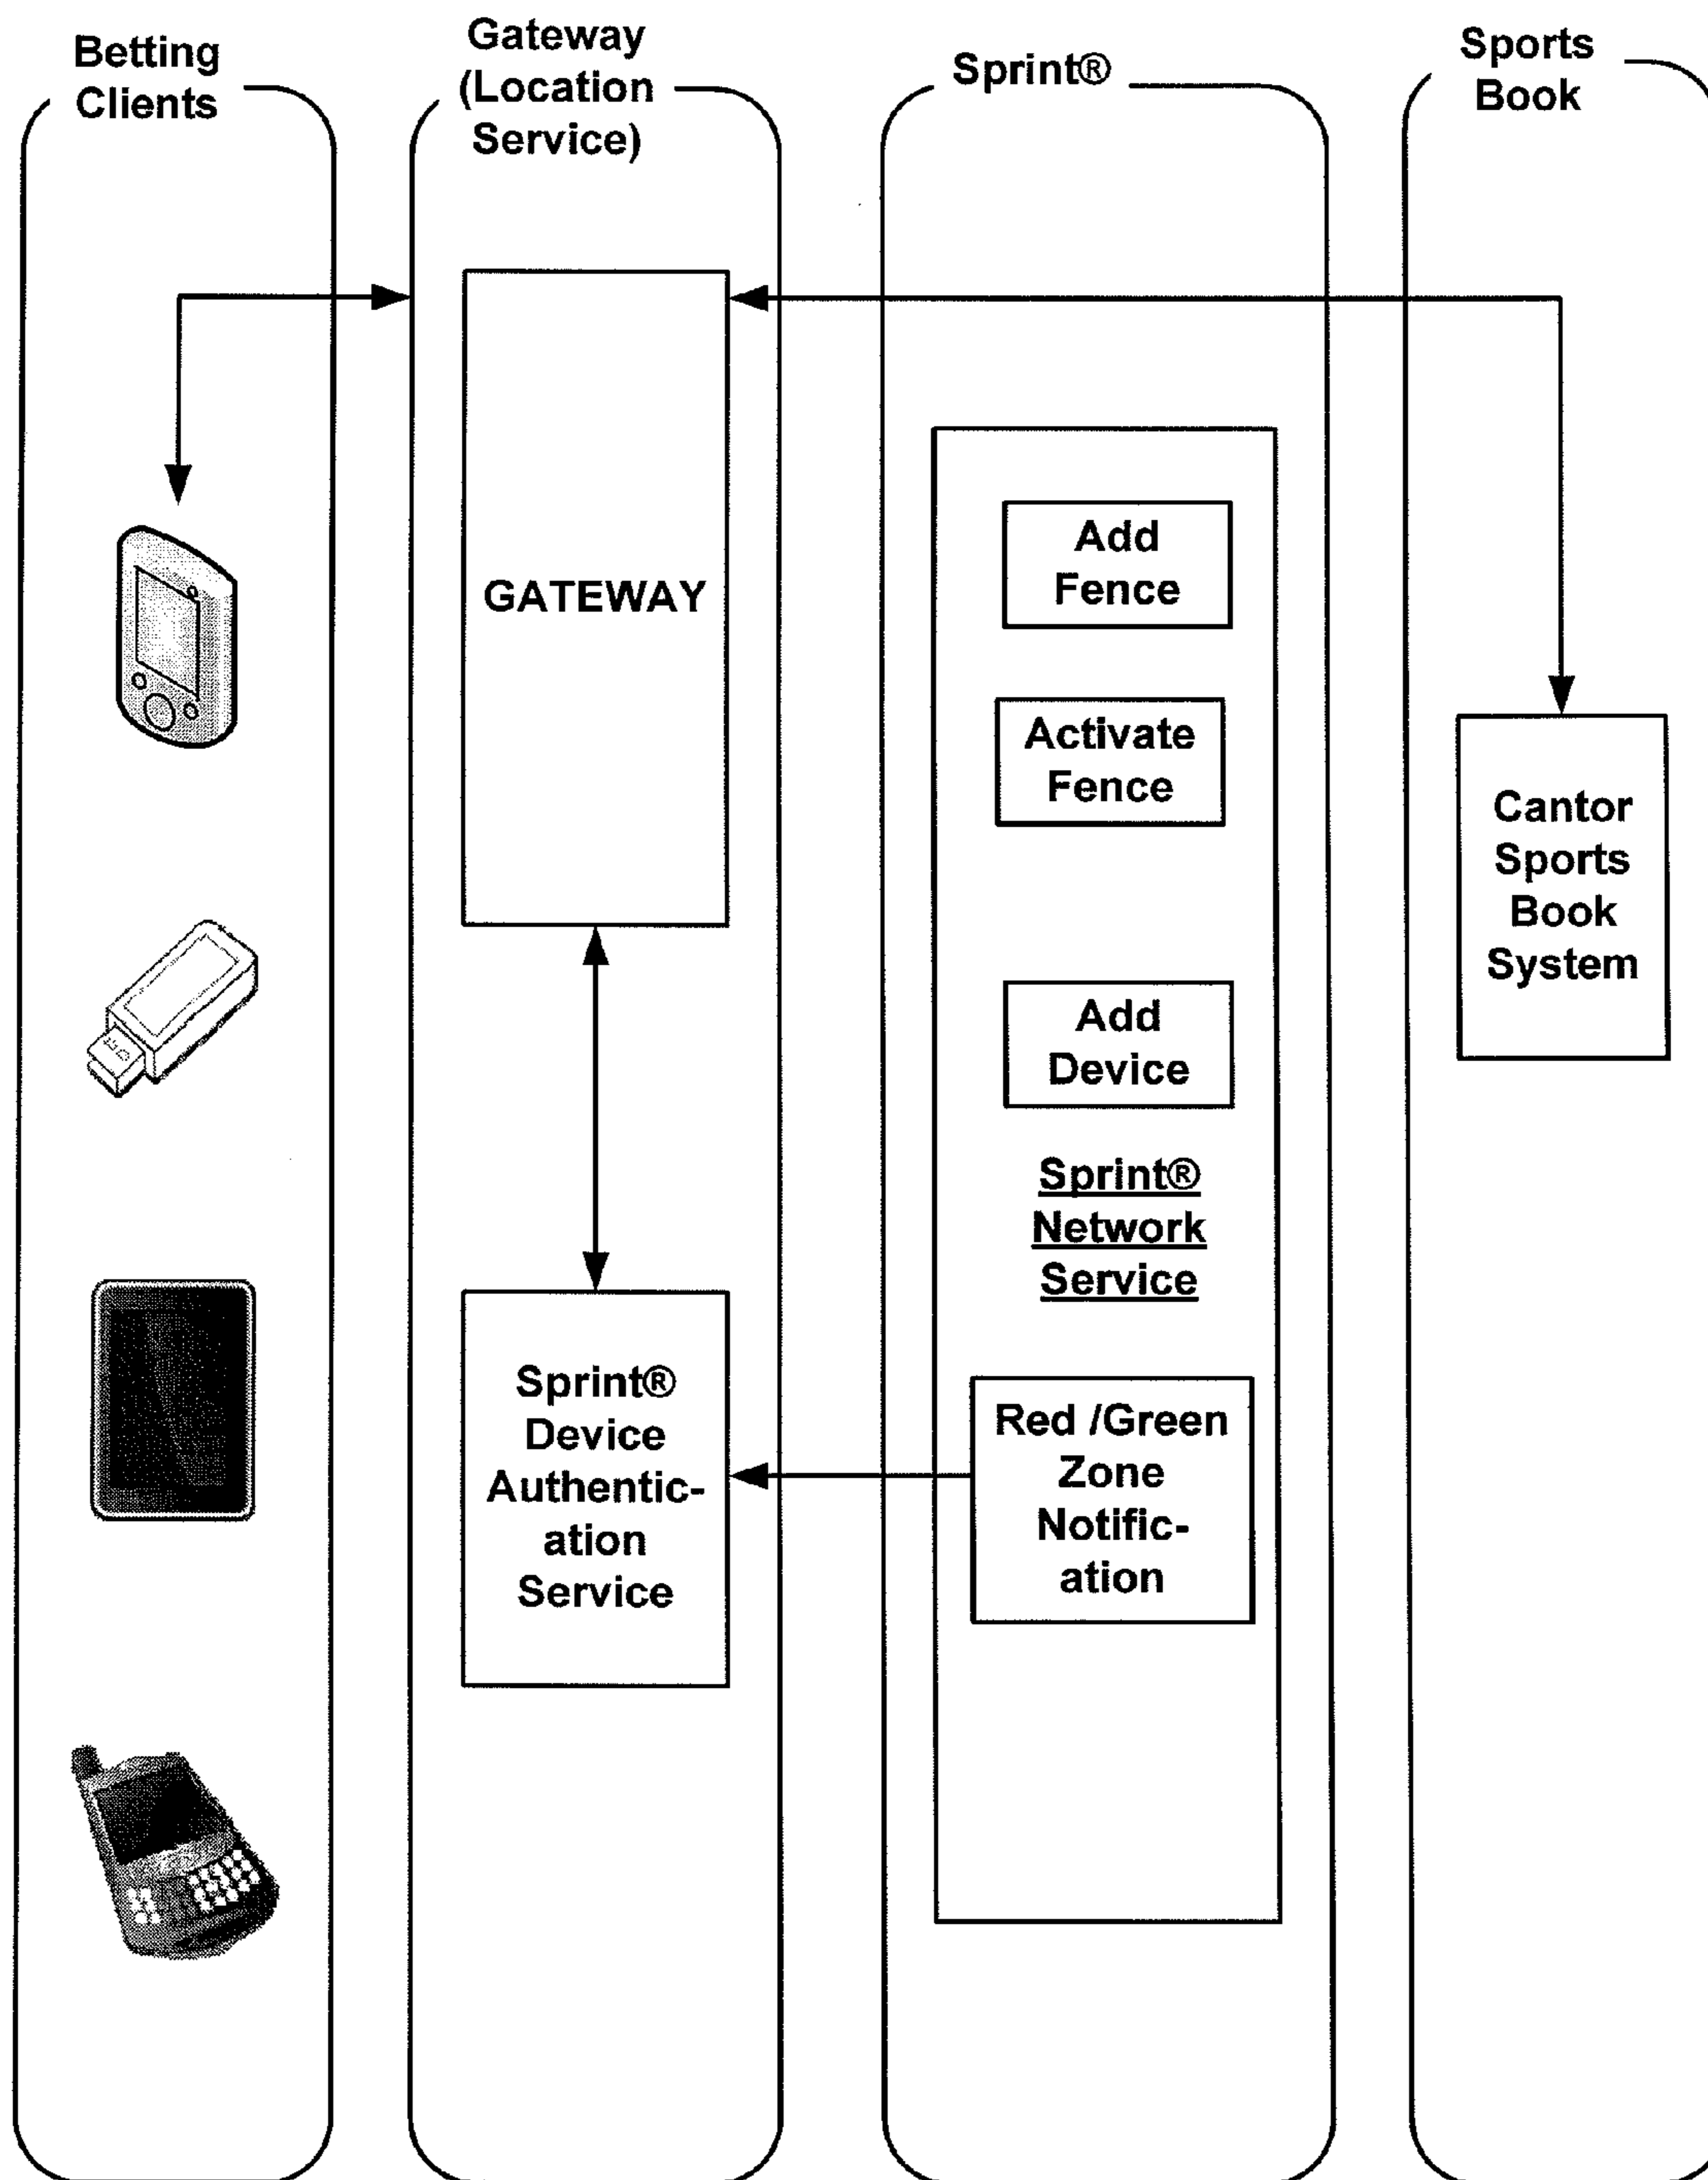 Betting
Clients
Gateway
(Location
Service)
Sprint®
Sports
Book
GATEWAY
Sprint®
Device
Authentic-
ation
Service
Add
Fence
Activate
Fence
Add
Device
Sprint®
Network
Service
Red /Green
Zone
Notific-
ation
Cantor
Sports
Book
System